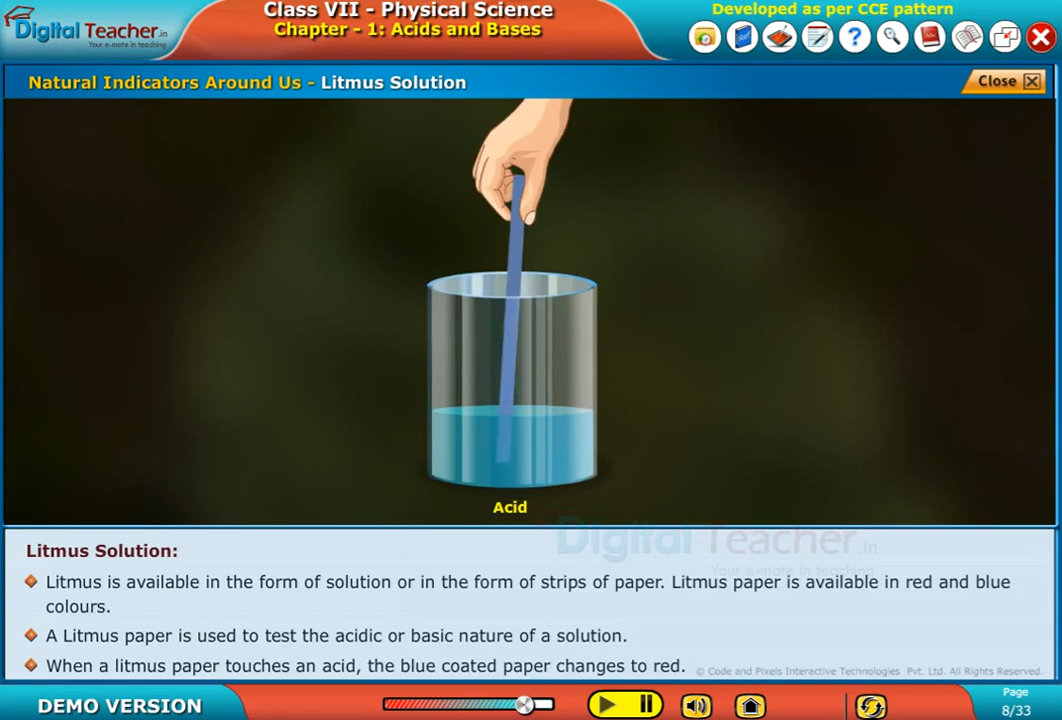 Digital Teacher.in
Your e-mate in teaching
Class VII - Physical Science
Chapter - 1: Acids and Bases
Developed as per CCE pattern
Natural Indicators Around Us - Litmus Solution
Close
Acid
Digital Teacher.in
Your e-mate in teaching
Litmus Solution:
Litmus is available in the form of solution or in the form of strips of paper. Litmus paper is available in red and blue
colours.
A Litmus paper is used to test the acidic or basic nature of a solution.
When a litmus paper touches an acid, the blue coated paper changes to red.
© Code and Pixels Interactive Technologies Pvt. Ltd. All Rights Reserved.
DEMO VERSION
Page
8/33